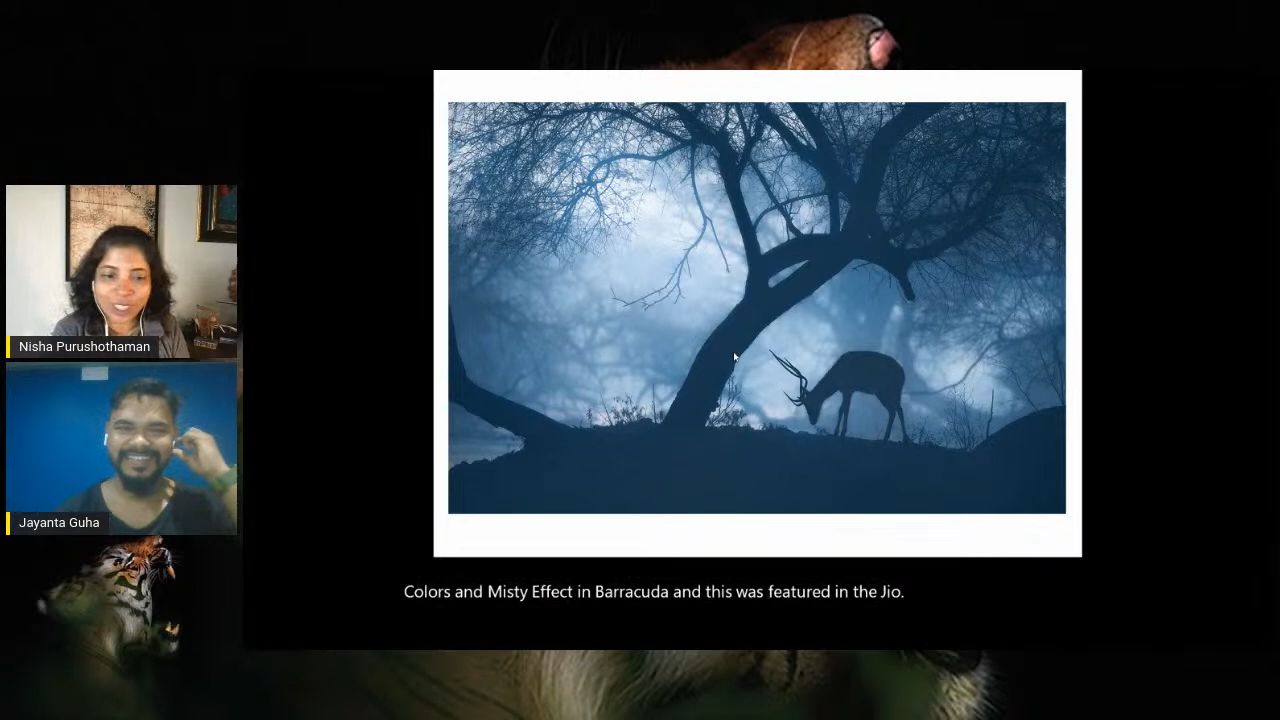 Nisha Purushothaman
Jayanta Guha
Colors and Misty Effect in Barracuda and this was featured in the Jio.